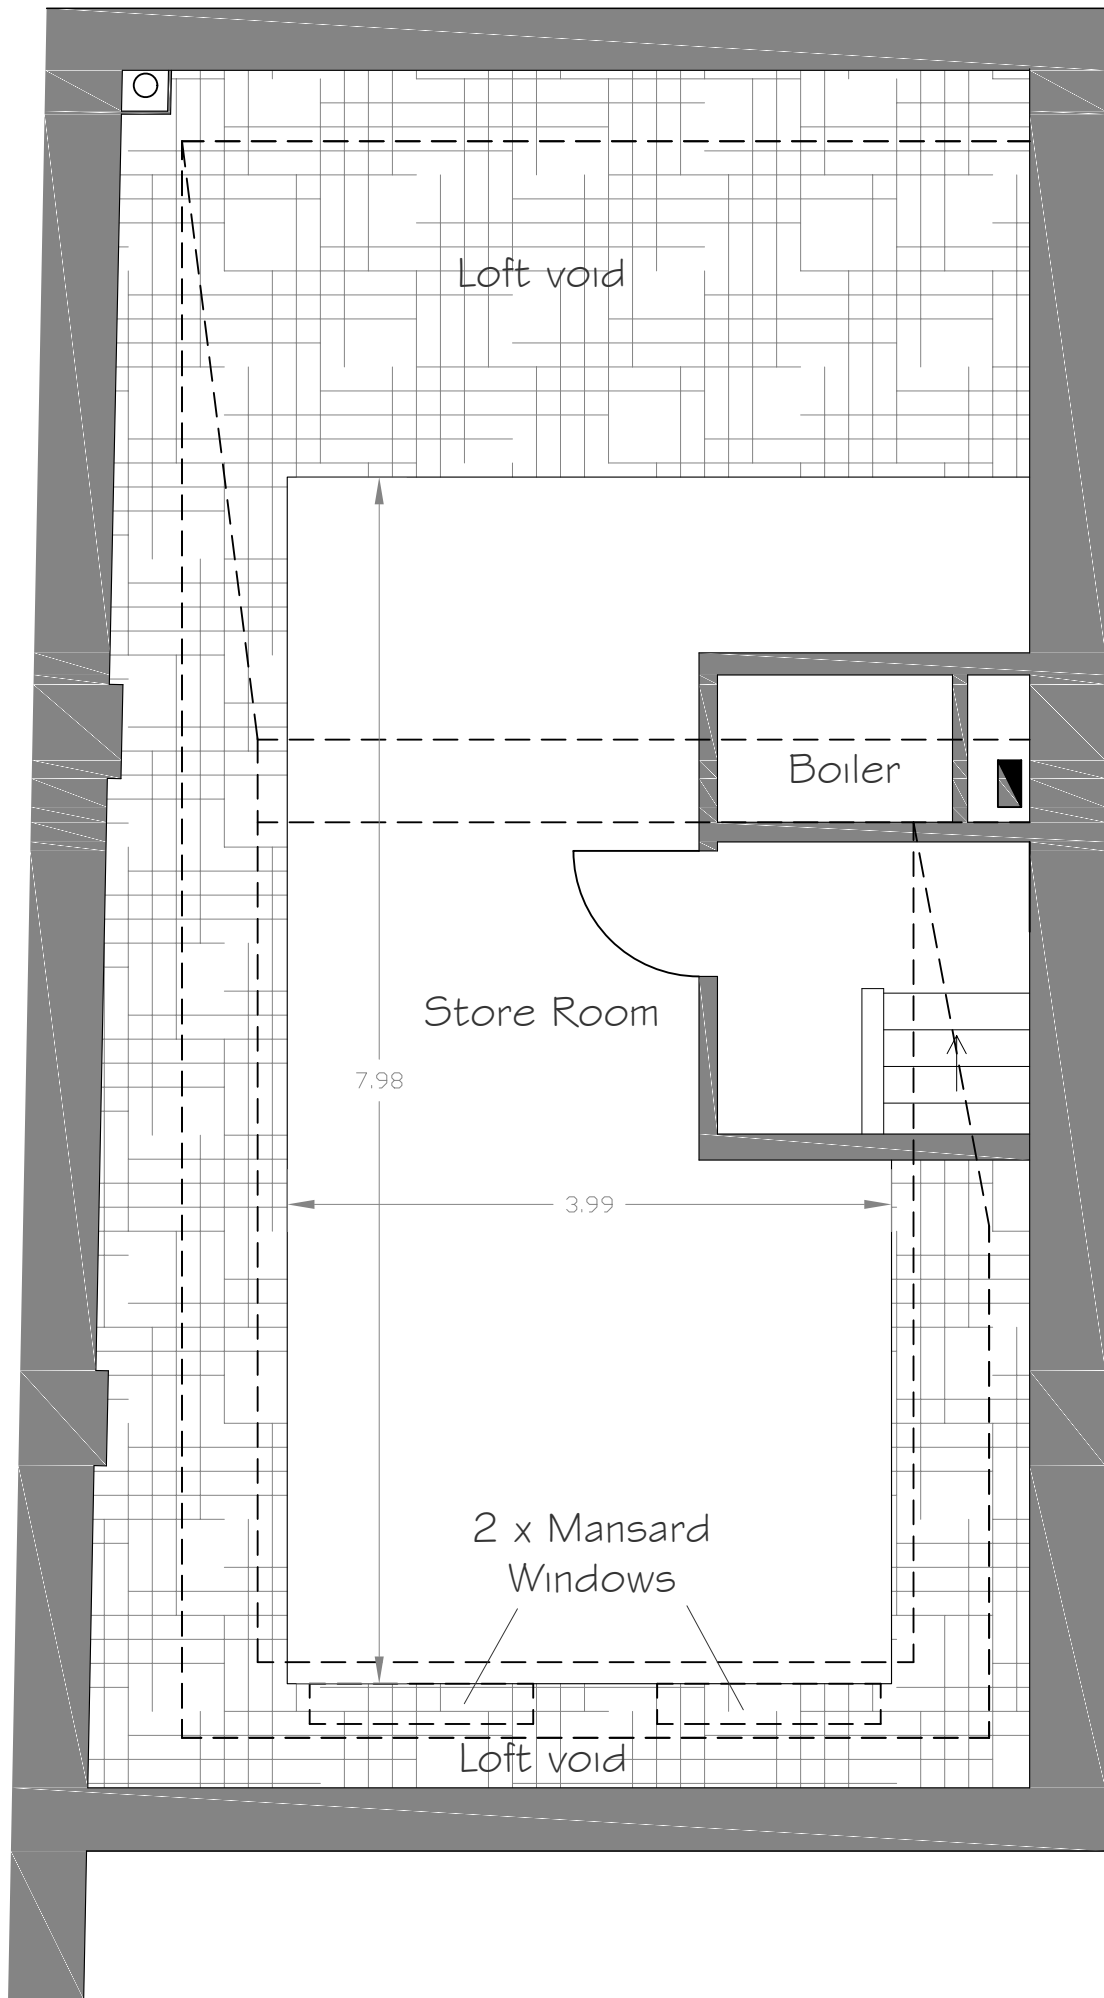 Loft void
Boiler
Store Room
7.98
3.99
2 x Mansard
Windows
Loft void